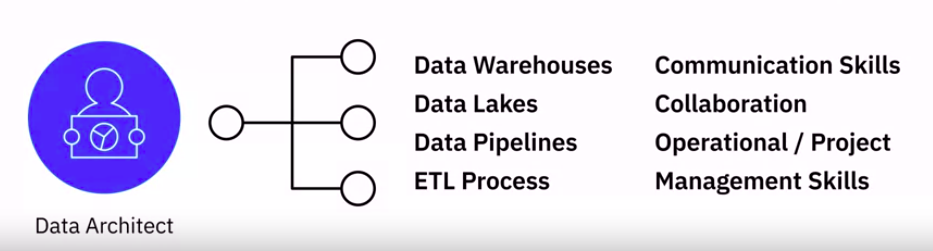 Data Warehouses
Data Lakes
Data Pipelines
ETL Process
Communication Skills
Collaboration
Operational / Project
Management Skills
Data Architect